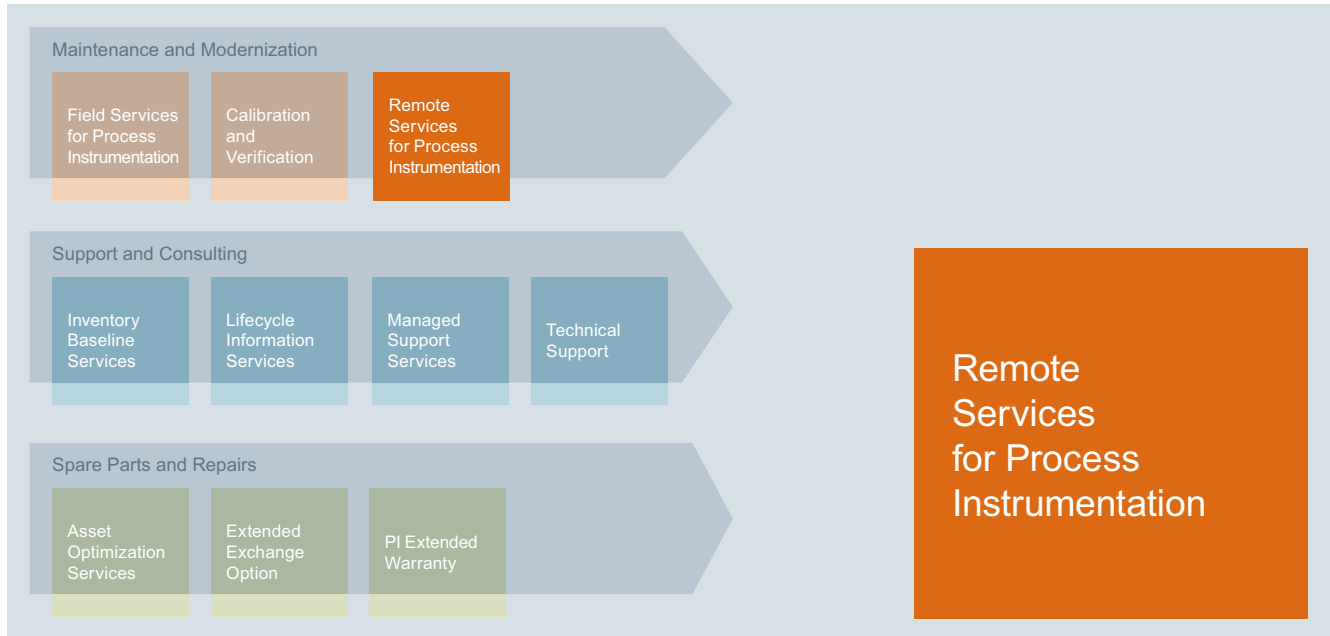 Maintenance and Modernization
Field Services
for Process
Instrumentation
Calibration
and
Verification
Remote
Services
for Process
Instrumentation
Support and Consulting
Inventory
Baseline
Services
Lifecycle
Information
Services
Managed
Support
Services
Technical
Support
Spare Parts and Repairs
Asset
Optimization
Services
Extended
Exchange
Option
PI Extended
Warranty
Remote
Services
for Process
Instrumentation